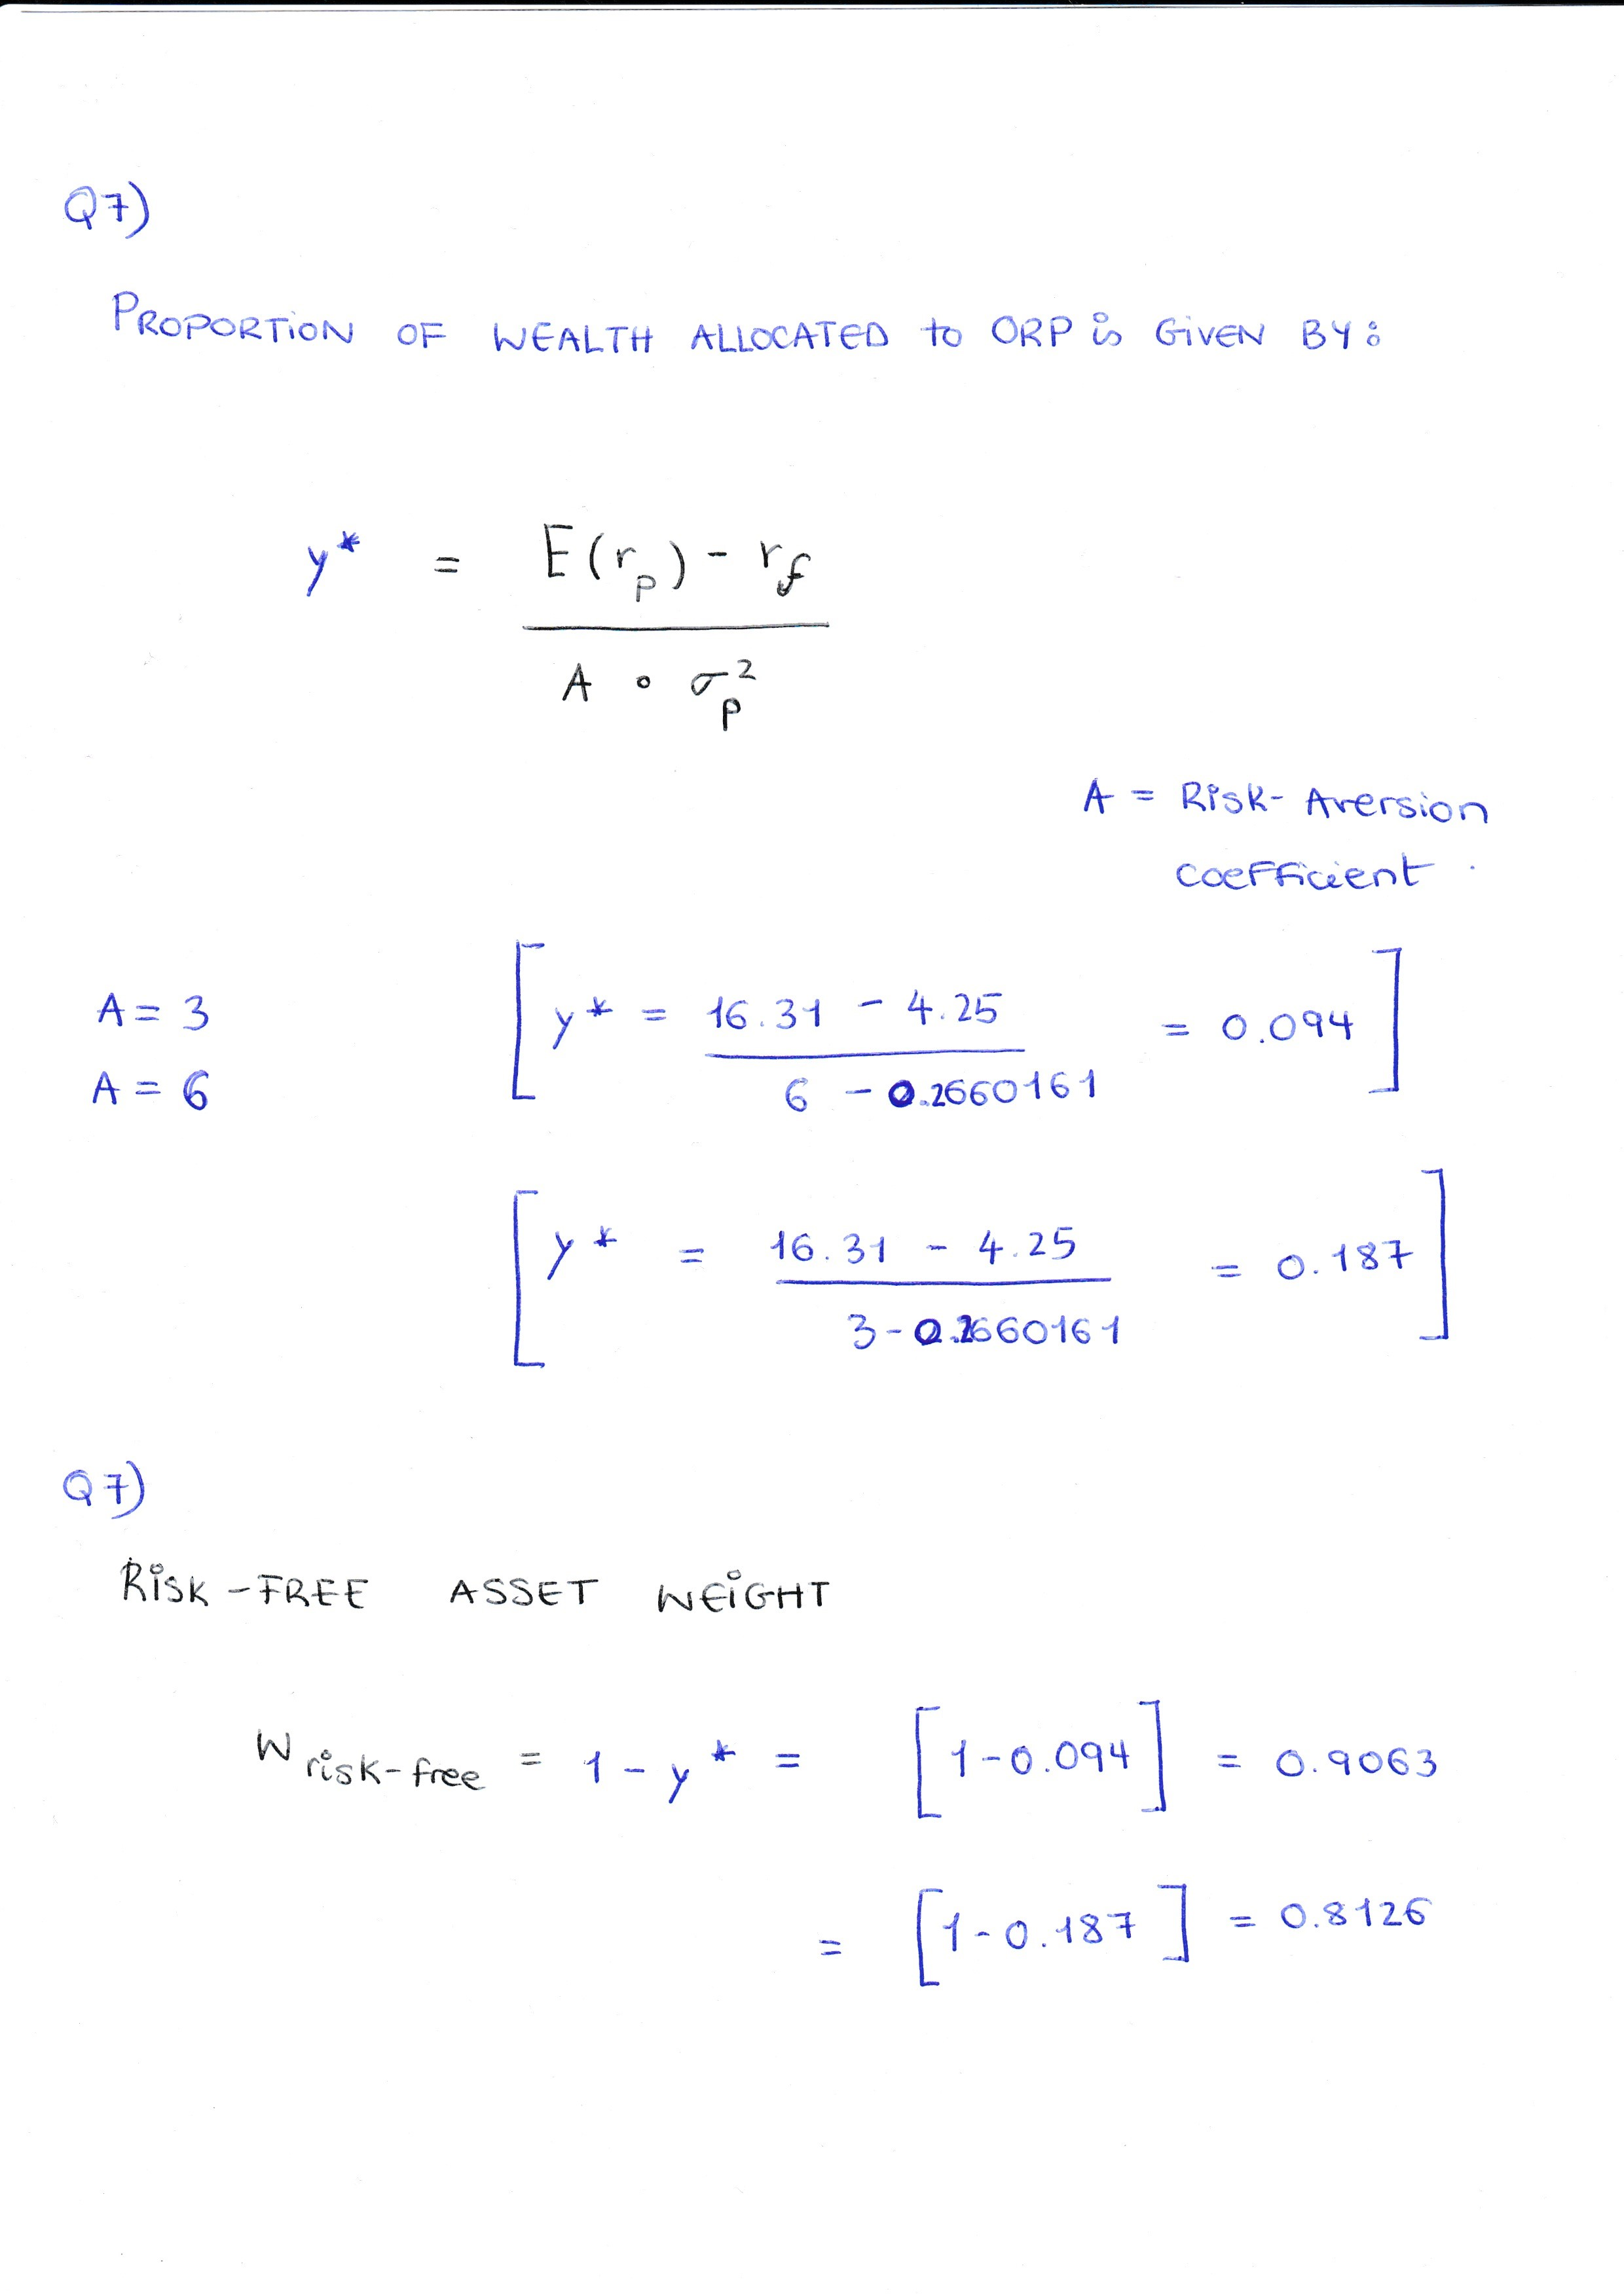 Q7)
PROPORTION OF WEALTH ALLOCATED to ORP is GIVEN BY:
y* = E(rp) - rf
A ∘ σp²
A = Risk-Aversion
coefficient
A = 3
y* = 16.31 - 4.25 = 0.094
A = 6
6 - 0.2660161
y* = 16.31 - 4.25 = 0.187
3 - 0.2660161
Q7)
RISK-FREE ASSET WEIGHT
W risk-free = 1 - y* = [1-0.094] = 0.9063
= [1-0.187] = 0.8126